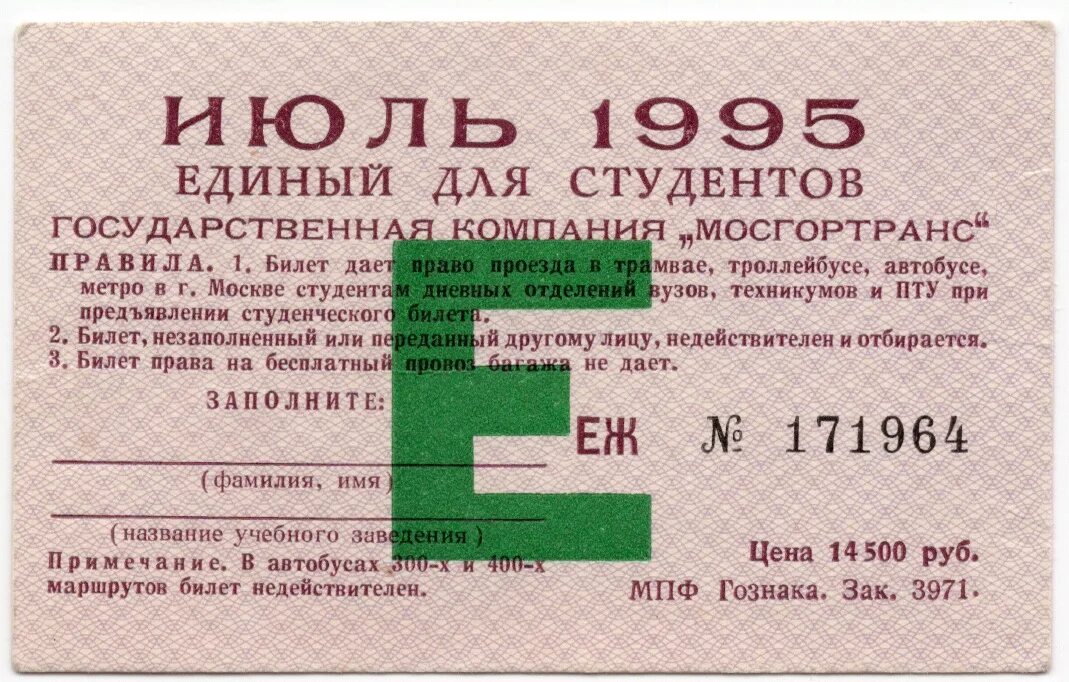 ИЮЛЬ 1995
ЕДИНЫЙ ДЛЯ СТУДЕНТОВ
ГОСУДАРСТВЕННАЯ КОМПАНИЯ „МОСГОРТРАНС“
ПРАВИЛА. 1. Билет дает право проезда в трамвае, троллейбусе, автобусе,
метро в г. Москве студентам дневных отделений вузов, техникумов и ПТУ при
предъявлении студенческого билета.
2. Билет, незаполненный или переданный другому лицу, недействителен и отбирается.
3. Билет права на бесплатный провоз багажа не дает.
ЗАПОЛНИТЕ:
Е
ЕЖ № 171964
(фамилия, имя)
(название учебного заведения)
Примечание. В автобусах 300-х и 400-х
маршрутов билет недействителен.
Цена 14 500 руб.
МПФ Гознака. Зак. 3971.